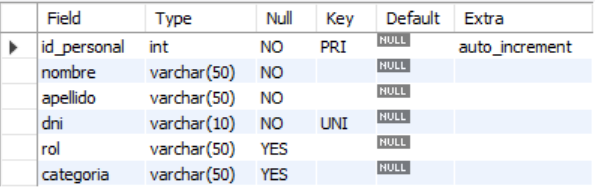 Field Type Null Key Default Extra
id_personal int NO PRI NULL auto_increment
nombre varchar(50) NO NULL
apellido varchar(50) NO NULL
dni varchar(10) NO UNI NULL
rol varchar(50) YES NULL
categoria varchar(50) YES NULL